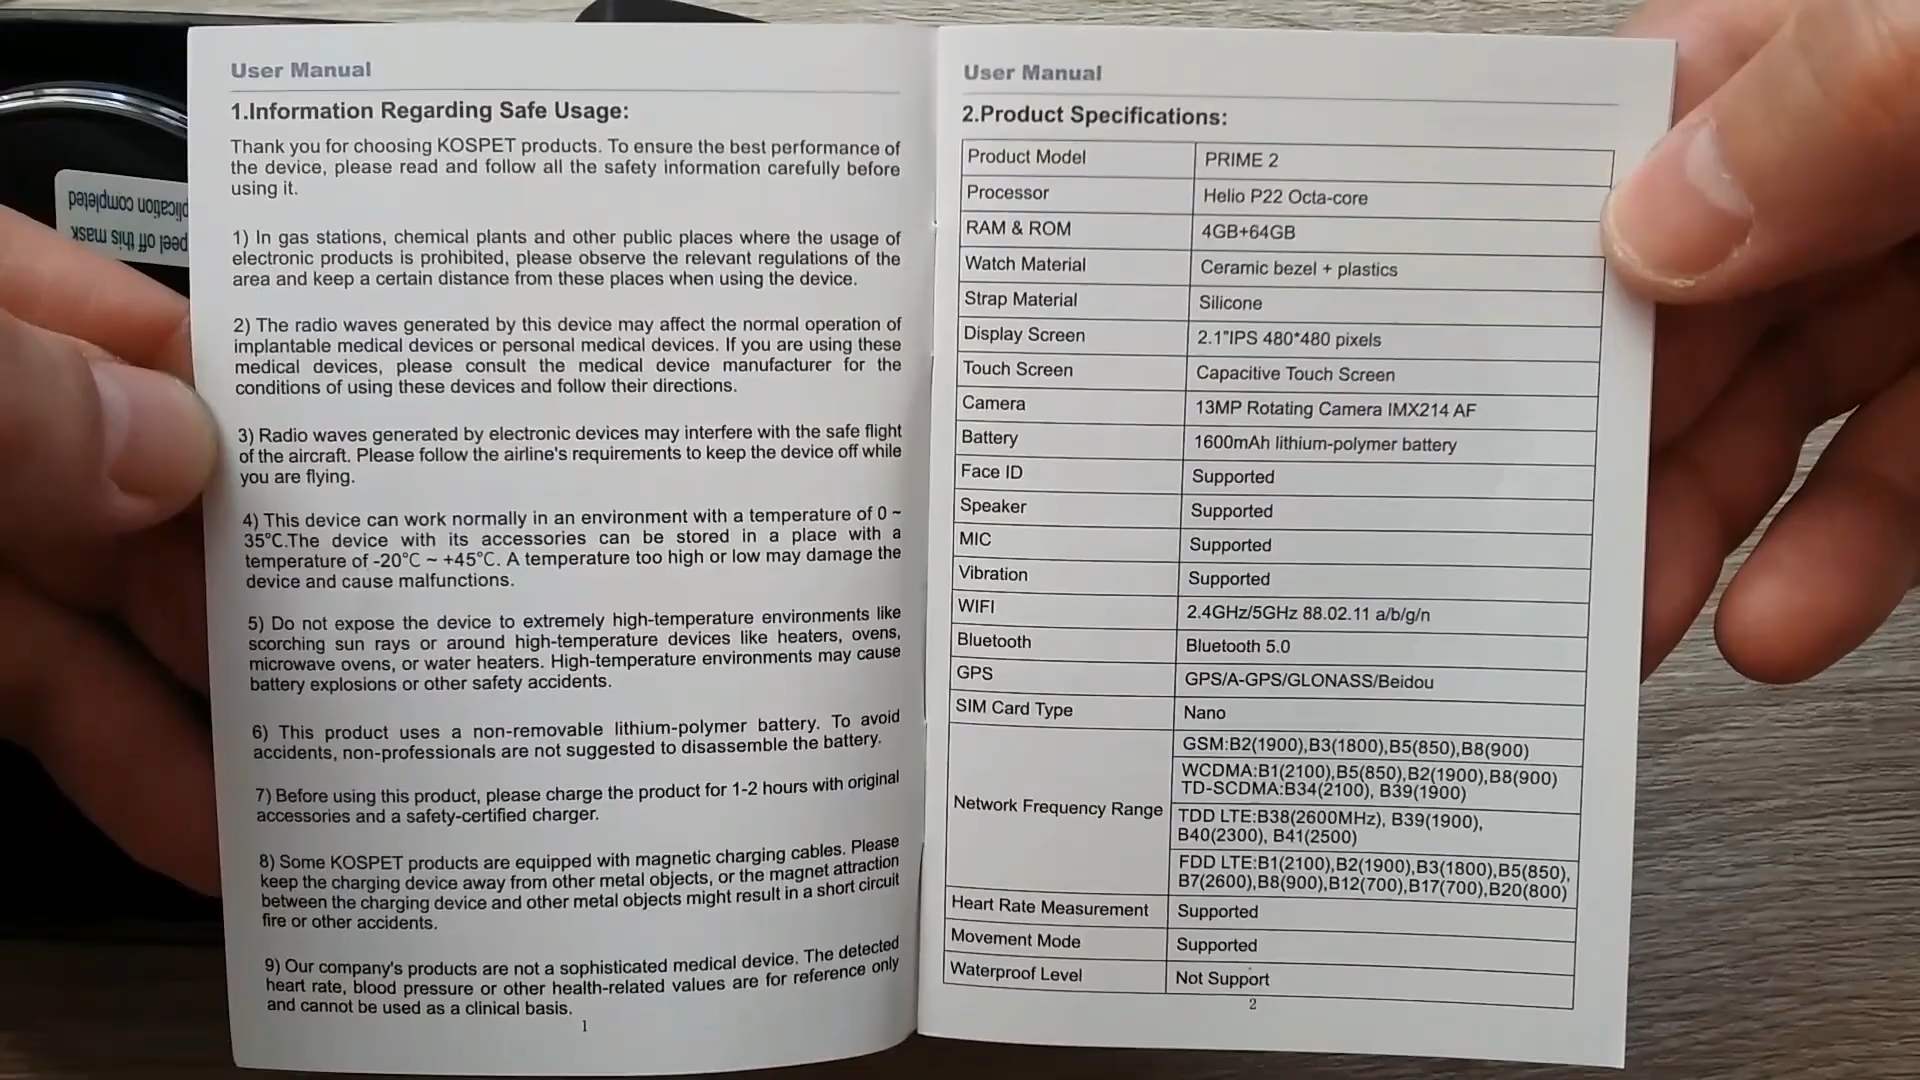 User Manual
1.Information Regarding Safe Usage:
Thank you for choosing KOSPET products. To ensure the best performance of
the device, please read and follow all the safety information carefully before
using it.
1) In gas stations, chemical plants and other public places where the usage of
electronic products is prohibited, please observe the relevant regulations of the
area and keep a certain distance from these places when using the device.
2) The radio waves generated by this device may affect the normal operation of
implantable medical devices or personal medical devices. If you are using these
medical devices, please consult the medical device manufacturer for the
conditions of using these devices and follow their directions.
3) Radio waves generated by electronic devices may interfere with the safe flight
of the aircraft. Please follow the airline's requirements to keep the device off while
you are flying.
4) This device can work normally in an environment with a temperature of 0 ~
35°C.The device with its accessories can be stored in a place with a
temperature of -20°C ~ +45°C. A temperature too high or low may damage the
device and cause malfunctions.
5) Do not expose the device to extremely high-temperature environments like
scorching sun rays or around high-temperature devices like heaters, ovens,
microwave ovens, or water heaters. High-temperature environments may cause
battery explosions or other safety accidents.
6) This product uses a non-removable lithium-polymer battery. To avoid
accidents, non-professionals are not suggested to disassemble the battery.
7) Before using this product, please charge the product for 1-2 hours with original
accessories and a safety-certified charger.
8) Some KOSPET products are equipped with magnetic charging cables. Please
keep the charging device away from other metal objects, or the magnet attraction
between the charging device and other metal objects might result in a short circuit
fire or other accidents.
9) Our company's products are not a sophisticated medical device. The detected
heart rate, blood pressure or other health-related values are for reference only
and cannot be used as a clinical basis.
1
User Manual
2.Product Specifications:
Product Model PRIME 2
Processor Helio P22 Octa-core
RAM & ROM 4GB+64GB
Watch Material Ceramic bezel + plastics
Strap Material Silicone
Display Screen 2.1"IPS 480*480 pixels
Touch Screen Capacitive Touch Screen
Camera 13MP Rotating Camera IMX214 AF
Battery 1600mAh lithium-polymer battery
Face ID Supported
Speaker Supported
MIC Supported
Vibration Supported
WIFI 2.4GHz/5GHz 88.02.11 a/b/g/n
Bluetooth Bluetooth 5.0
GPS GPS/A-GPS/GLONASS/Beidou
SIM Card Type Nano
Network Frequency Range
GSM:B2(1900),B3(1800),B5(850),B8(900)
WCDMA:B1(2100),B5(850),B2(1900),B8(900)
TD-SCDMA:B34(2100), B39(1900)
TDD LTE:B38(2600MHz), B39(1900),
B40(2300), B41(2500)
FDD LTE:B1(2100),B2(1900),B3(1800),B5(850),
B7(2600),B8(900),B12(700),B17(700),B20(800)
Heart Rate Measurement Supported
Movement Mode Supported
Waterproof Level Not Support
2
peel off this mask
completed